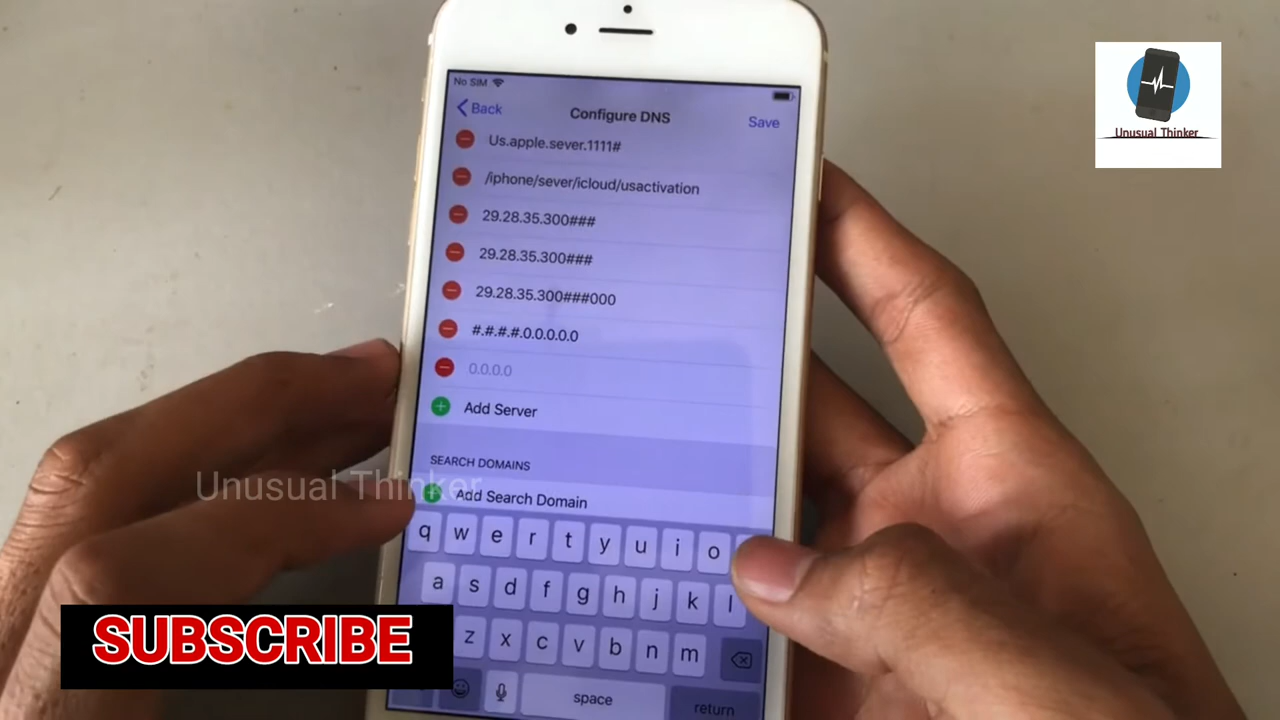 No SIM
Back
Configure DNS
Save
Us.apple.sever.1111#
/iphone/sever/icloud/usactivation
29.28.35.300###
29.28.35.300###
29.28.35.300###000
#.#.#.#.0.0.0.0.0
0.0.0.0
Add Server
SEARCH DOMAINS
Add Search Domain
q w e r t y u i o
a s d f g h j k l
z x c v b n m
space
return
Unusual Thinker
Unusual Thinker
SUBSCRIBE